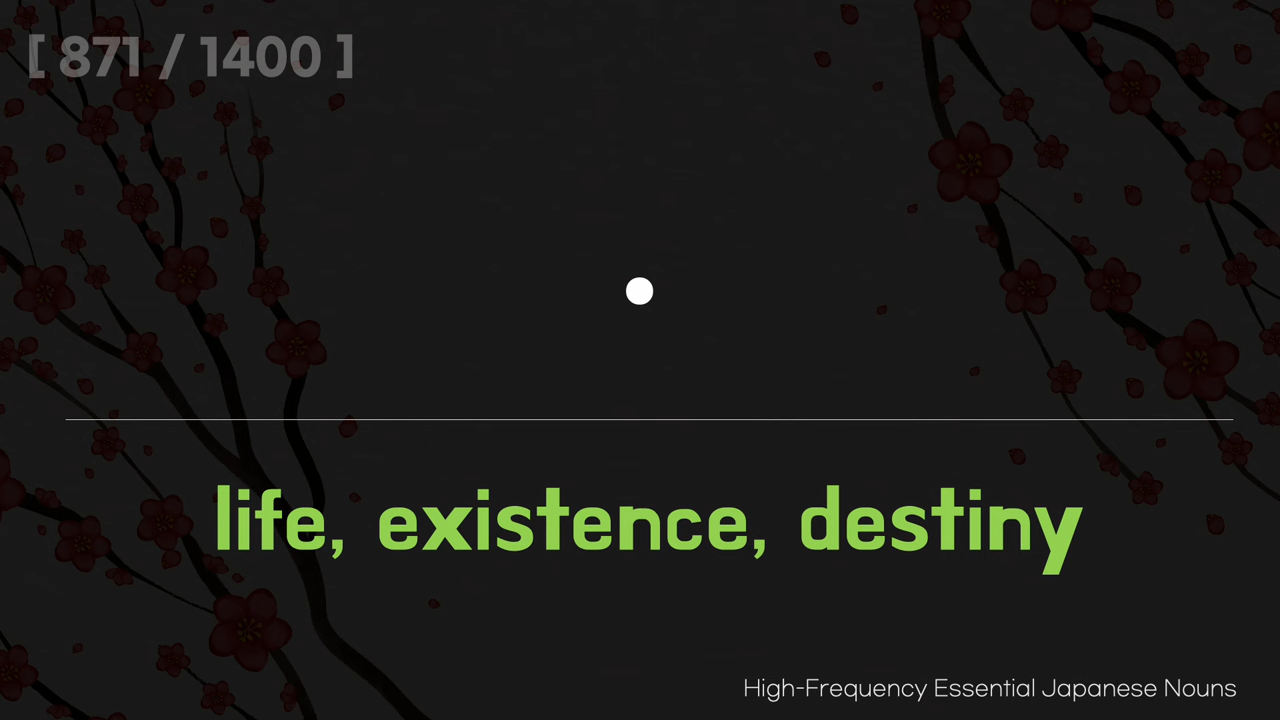 [ 871 / 1400 ]
life, existence, destiny
High-Frequency Essential Japanese Nouns